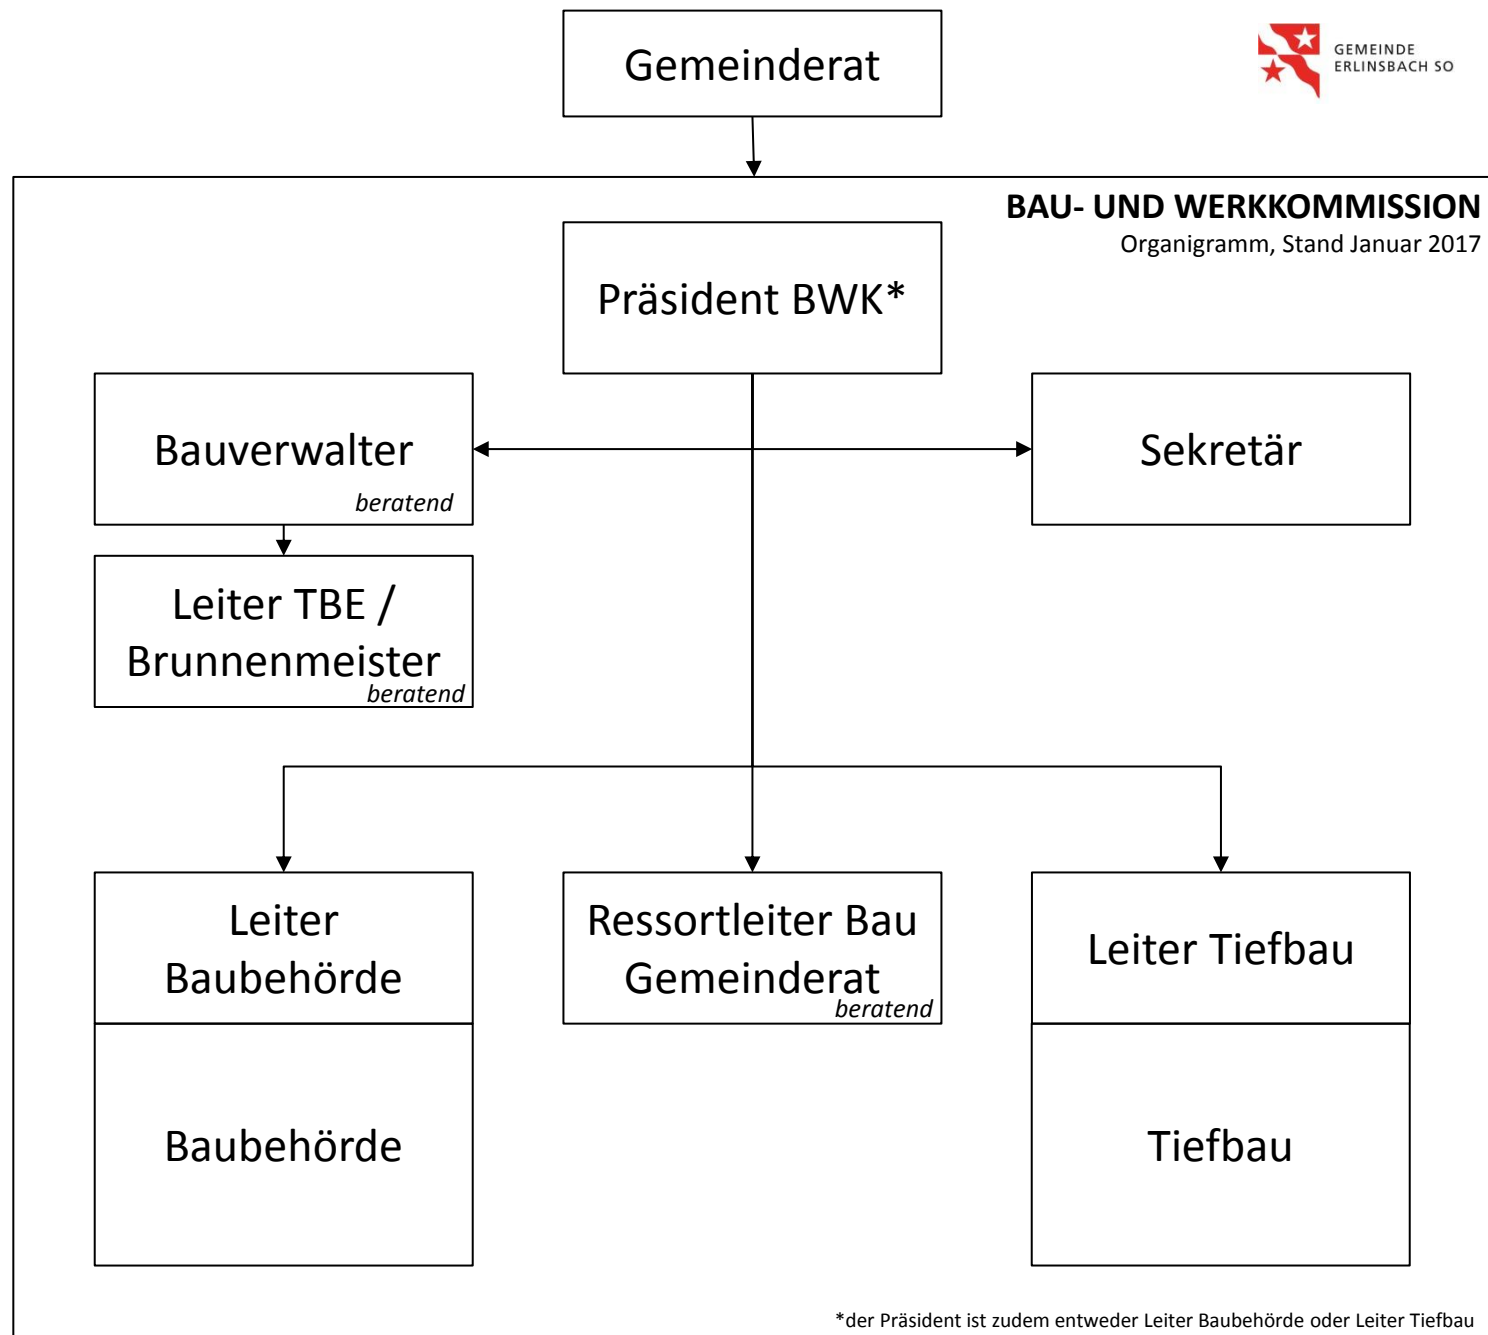 Gemeinderat
GEMEINDE
ERLINSBACH SO
BAU- UND WERKKOMMISSION
Organigramm, Stand Januar 2017
Präsident BWK*
Bauverwalter
beratend
Sekretär
Leiter TBE /
Brunnenmeister
beratend
Leiter
Baubehörde
Ressortleiter Bau
Gemeinderat
beratend
Leiter Tiefbau
Baubehörde
Tiefbau
*der Präsident ist zudem entweder Leiter Baubehörde oder Leiter Tiefbau